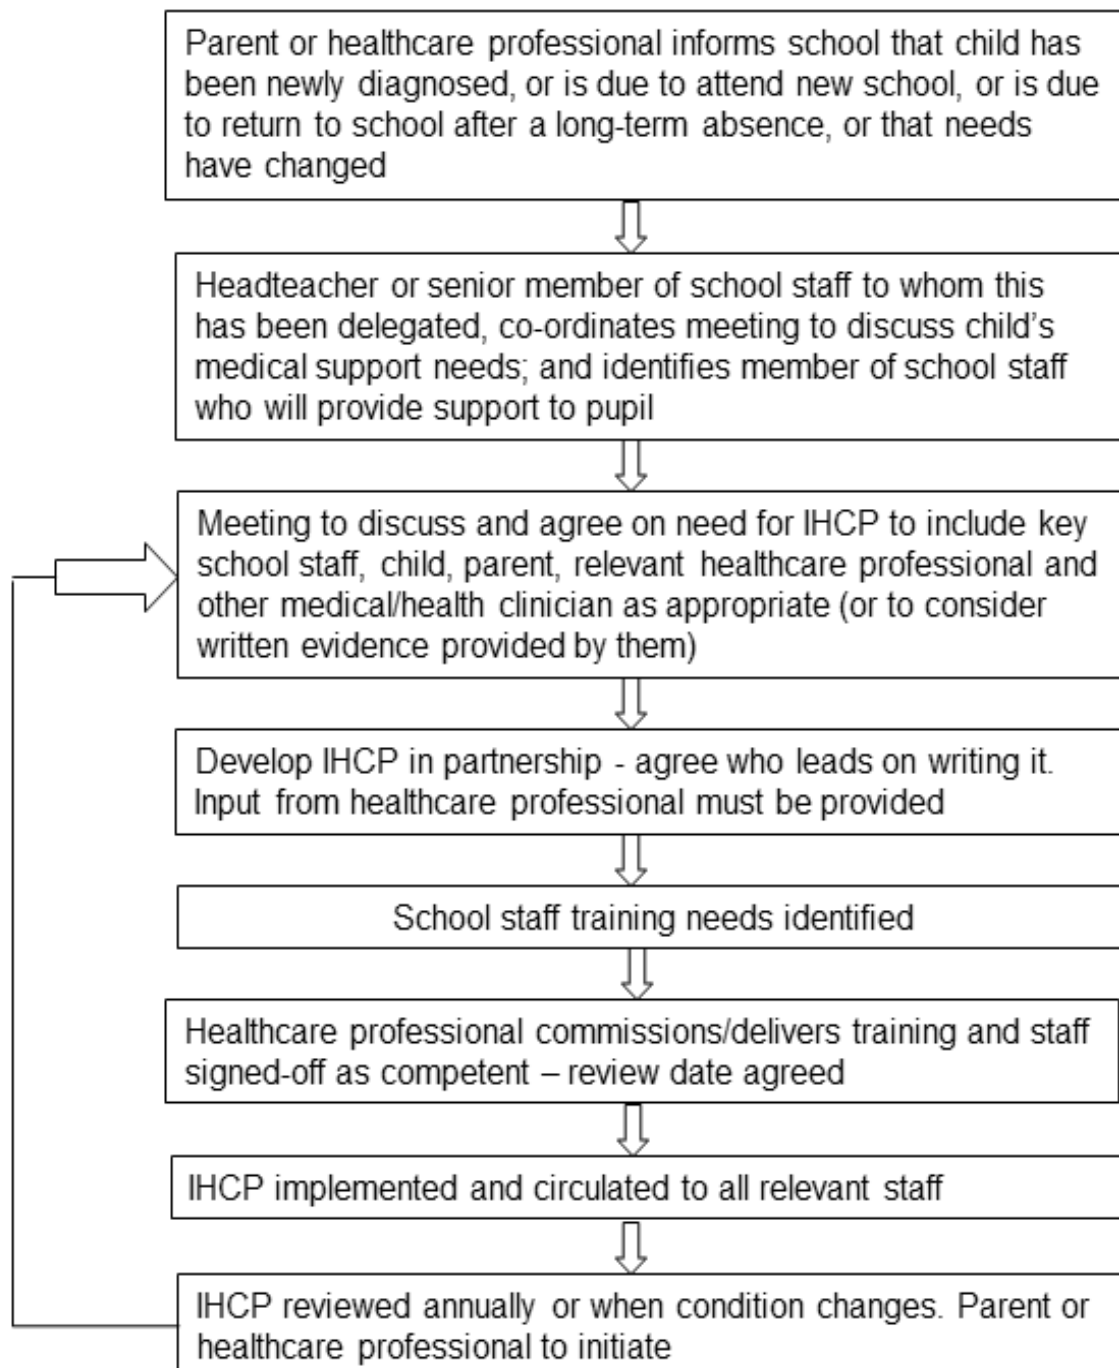 Parent or healthcare professional informs school that child has
been newly diagnosed, or is due to attend new school, or is due
to return to school after a long-term absence, or that needs
have changed
Headteacher or senior member of school staff to whom this
has been delegated, co-ordinates meeting to discuss child's
medical support needs; and identifies member of school staff
who will provide support to pupil
Meeting to discuss and agree on need for IHCP to include key
school staff, child, parent, relevant healthcare professional and
other medical/health clinician as appropriate (or to consider
written evidence provided by them)
Develop IHCP in partnership - agree who leads on writing it.
Input from healthcare professional must be provided
School staff training needs identified
Healthcare professional commissions/delivers training and staff
signed-off as competent – review date agreed
IHCP implemented and circulated to all relevant staff
IHCP reviewed annually or when condition changes. Parent or
healthcare professional to initiate